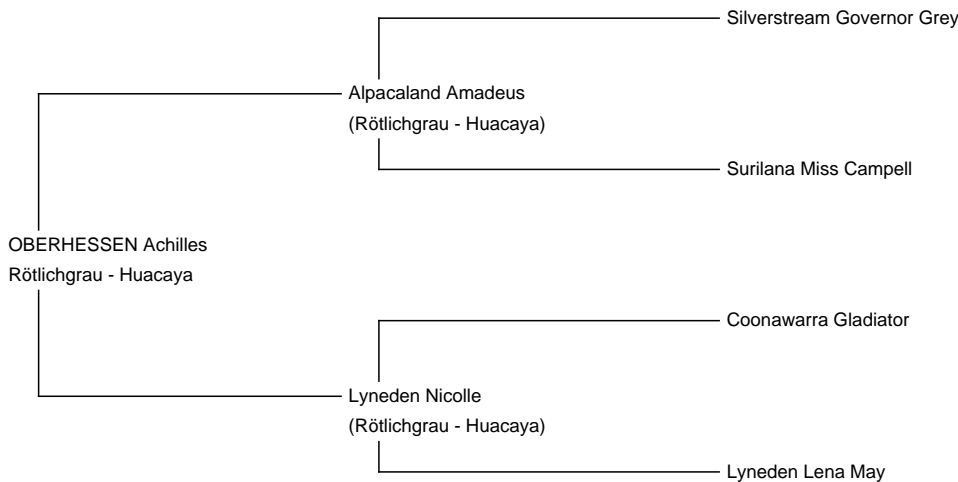 Silverstream Governor Grey
Alpacaland Amadeus
(Rötlichgrau - Huacaya)
Surilana Miss Campell
OBERHESSEN Achilles
Rötlichgrau - Huacaya
Coonawarra Gladiator
Lyneden Nicolle
(Rötlichgrau - Huacaya)
Lyneden Lena May